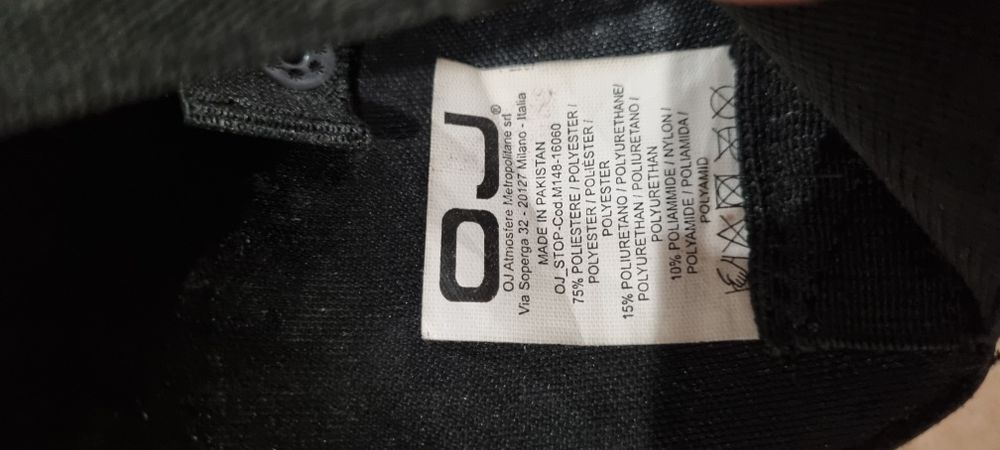 OJ®
OJ Atmosfere Metropolitane srl
Via Soperga 32 - 20127 Milano - Italia
MADE IN PAKISTAN
OJ_STOP-Cod.M148-16060
75% POLIESTERE / POLYESTER /
POLYESTER / POLIÉSTER /
POLYESTER
15% POLIURETANO / POLYURETHANE/
POLYURETHAN / POLIURETANO /
POLYURETHAN
10% POLIAMMIDE / NYLON /
POLYAMIDE / POLIAMIDA /
POLYAMID